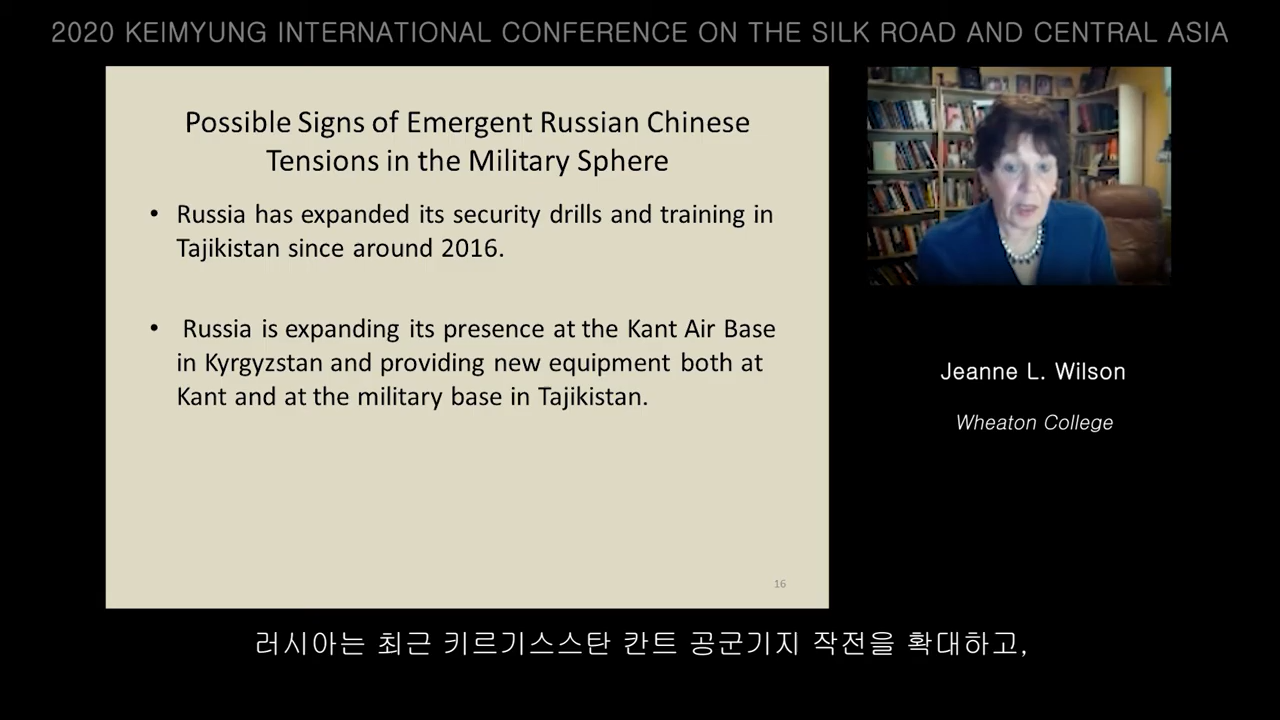 2020 KEIMYUNG INTERNATIONAL CONFERENCE ON THE SILK ROAD AND CENTRAL ASIA
Possible Signs of Emergent Russian Chinese
Tensions in the Military Sphere
• Russia has expanded its security drills and training in
Tajikistan since around 2016.
• Russia is expanding its presence at the Kant Air Base
in Kyrgyzstan and providing new equipment both at
Kant and at the military base in Tajikistan.
16
Jeanne L. Wilson
Wheaton College
러시아는 최근 키르기스스탄 칸트 공군기지 작전을 확대하고,